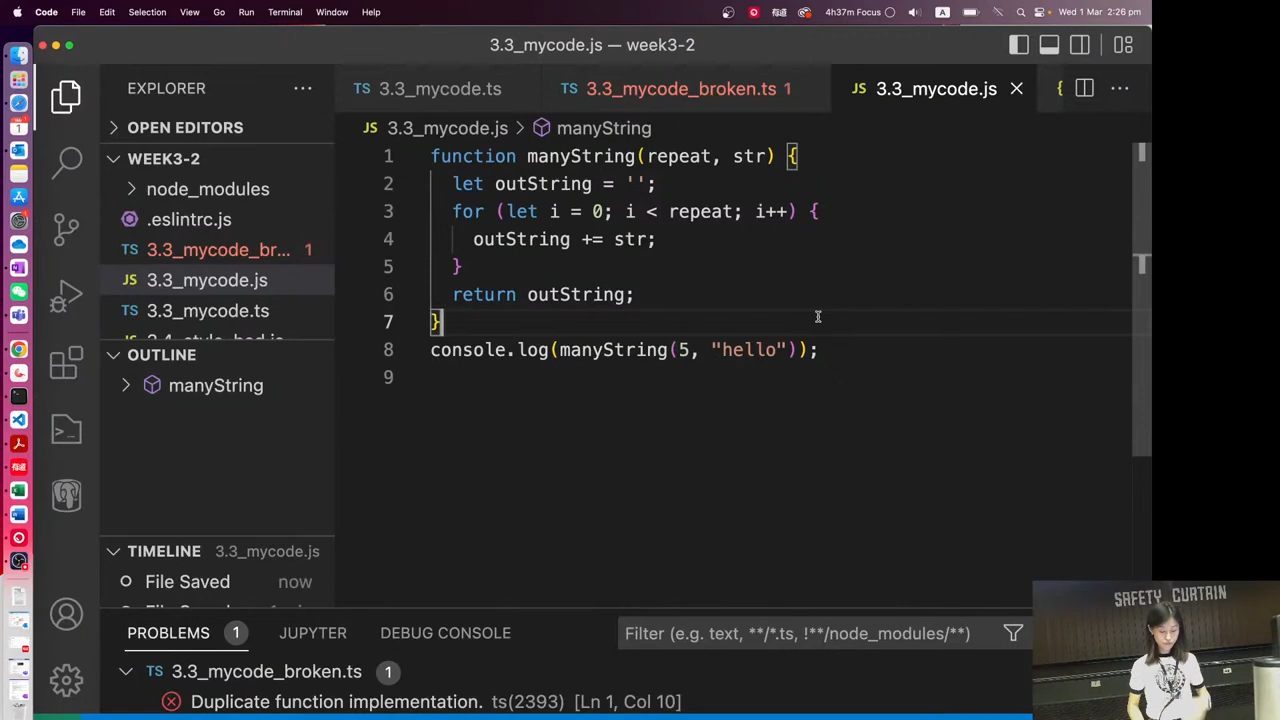 Code File Edit Selection View Go Run Terminal Window Help 4h37m Focus A Wed 1 Mar 2:26 pm
3.3_mycode.js — week3-2
EXPLORER
TS 3.3_mycode.ts
TS 3.3_mycode_broken.ts 1
JS 3.3_mycode.js
OPEN EDITORS
WEEK3-2
node_modules
.eslintrc.js
TS 3.3_mycode_br... 1
JS 3.3_mycode.js
TS 3.3_mycode.ts
OUTLINE
manyString
TIMELINE 3.3_mycode.js
File Saved now
JS 3.3_mycode.js > manyString
1 function manyString(repeat, str) {
2 let outString = '';
3 for (let i = 0; i < repeat; i++) {
4 outString += str;
5 }
6 return outString;
7 }
8 console.log(manyString(5, "hello"));
9
PROBLEMS 1 JUPYTER DEBUG CONSOLE
Filter (e.g. text, **/*.ts, !**/node_modules/**)
TS 3.3_mycode_broken.ts 1
Duplicate function implementation. ts(2393) [Ln 1, Col 10]
SAFETY CURTAIN